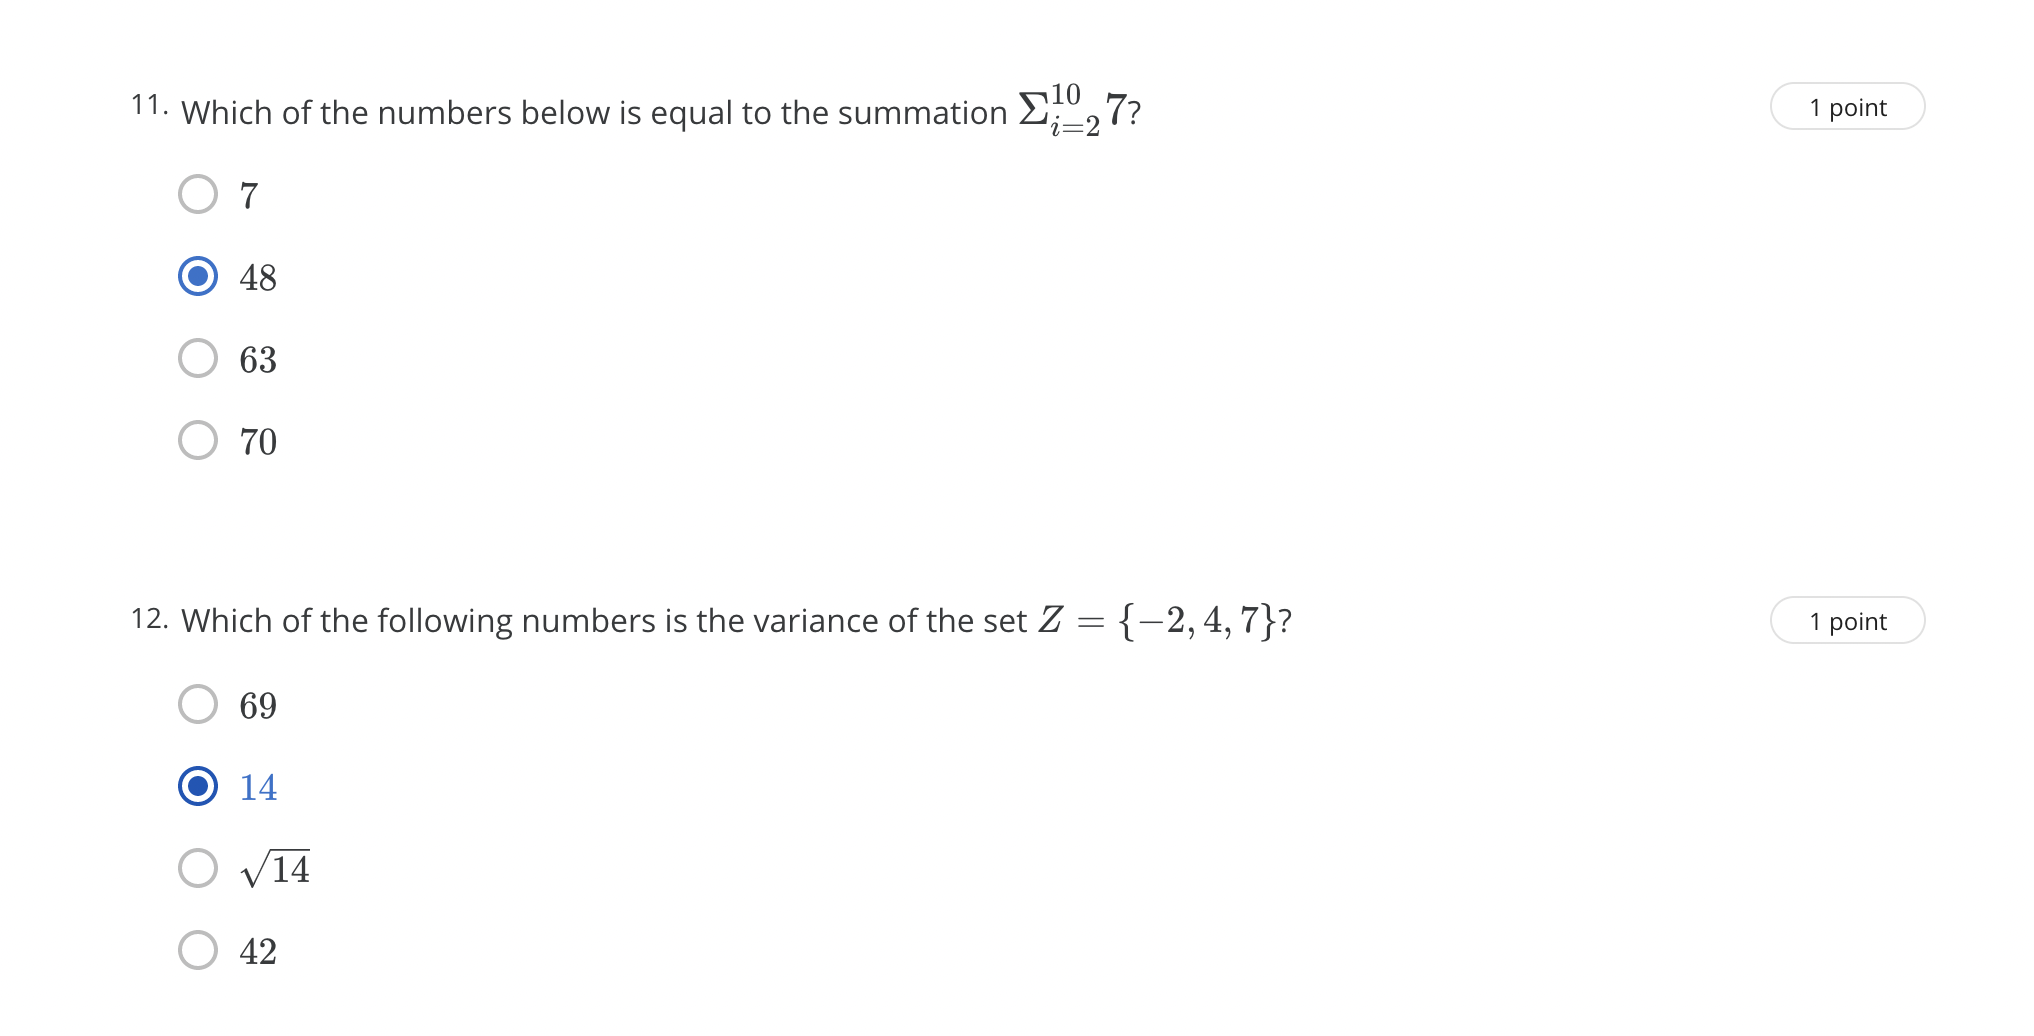 11. Which of the numbers below is equal to the summation $\Sigma_{i=2}^{10} 7$? 1 point
7
48
63
70
12. Which of the following numbers is the variance of the set $Z = \{-2, 4, 7\}$? 1 point
69
14
$\sqrt{14}$
42